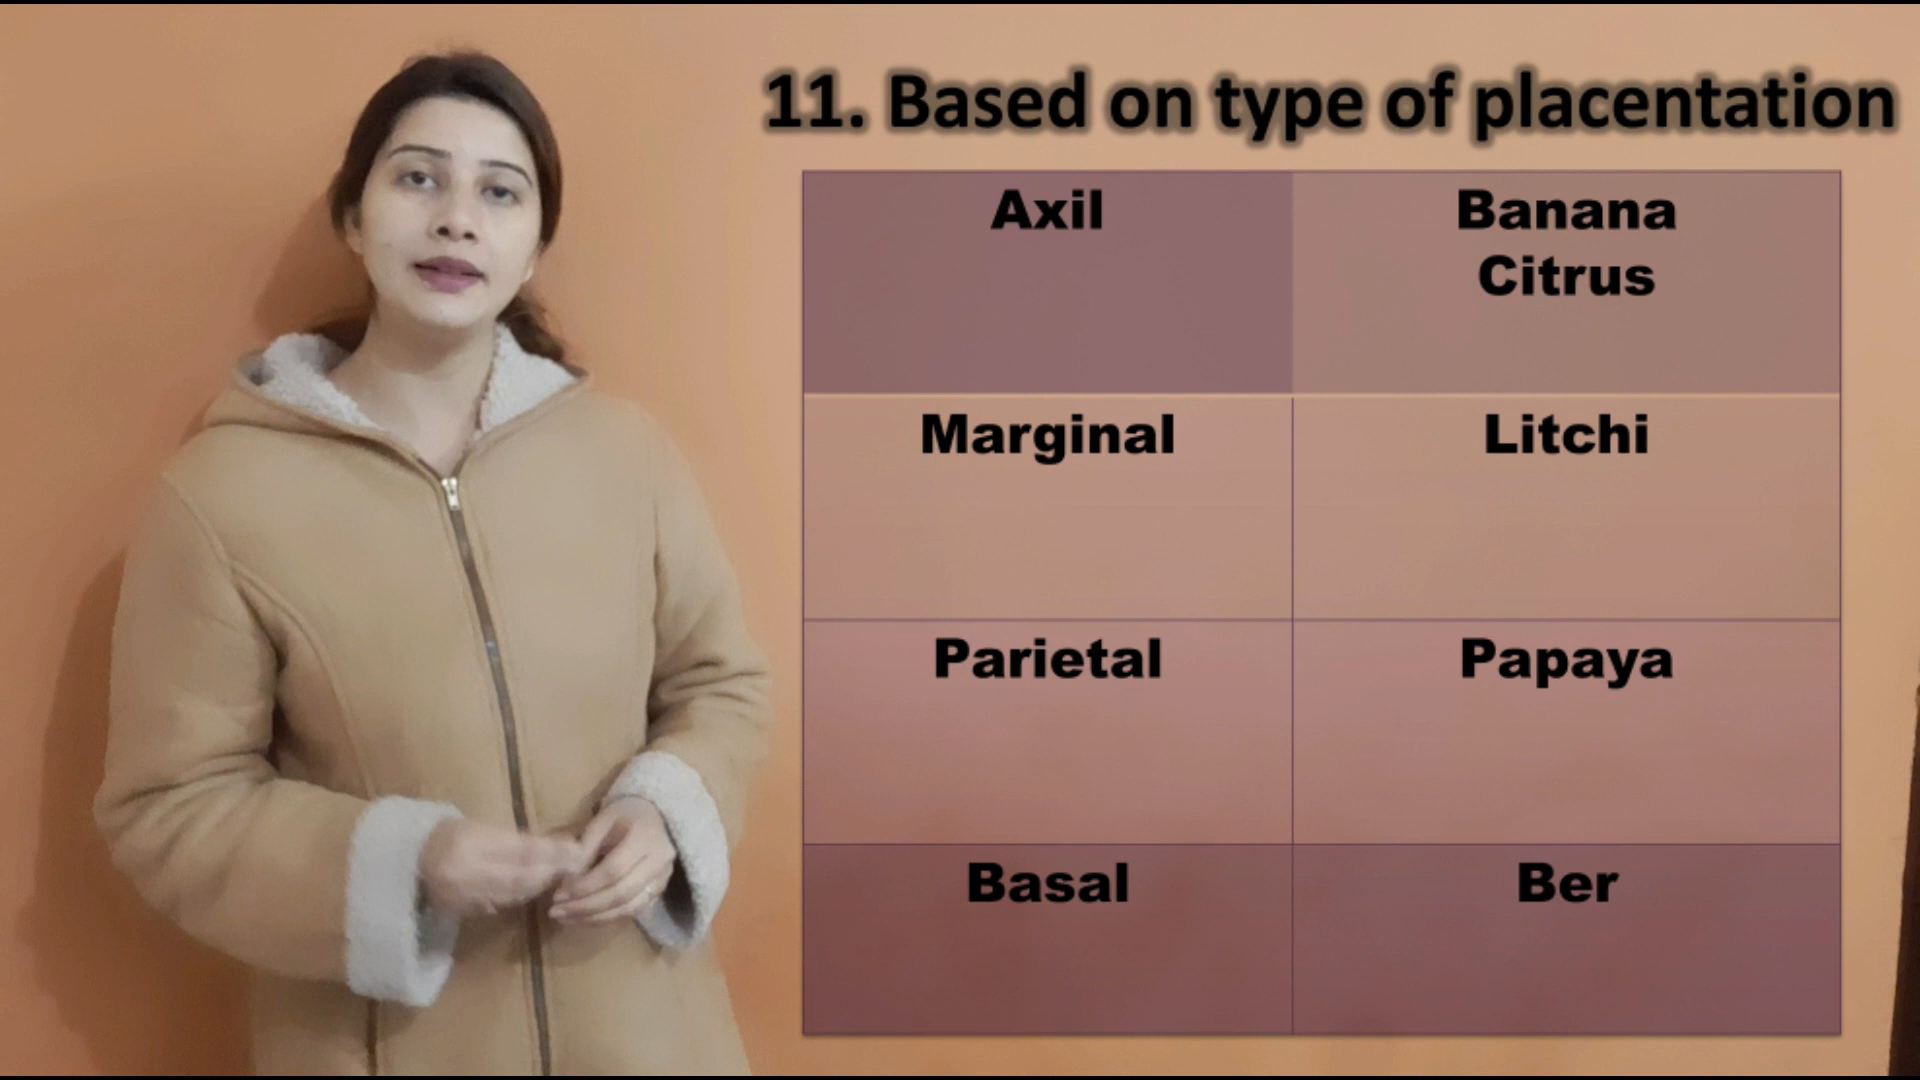 11. Based on type of placentation
Axil
Banana
Citrus
Marginal
Litchi
Parietal
Papaya
Basal
Ber